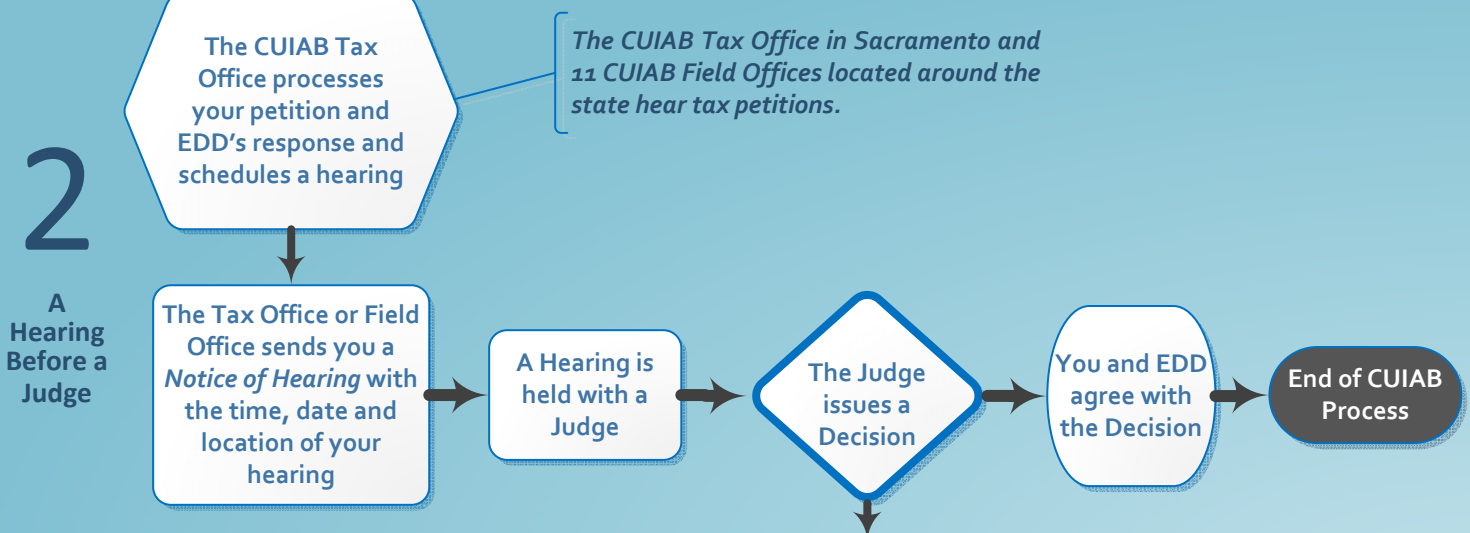 The CUIAB Tax
Office processes
your petition and
EDD's response and
schedules a hearing
The CUIAB Tax Office in Sacramento and
11 CUIAB Field Offices located around the
state hear tax petitions.
2
A
Hearing
Before a
Judge
The Tax Office or Field
Office sends you a
Notice of Hearing with
the time, date and
location of your
hearing
A Hearing is
held with a
Judge
The Judge
issues a
Decision
You and EDD
agree with
the Decision
End of CUIAB
Process